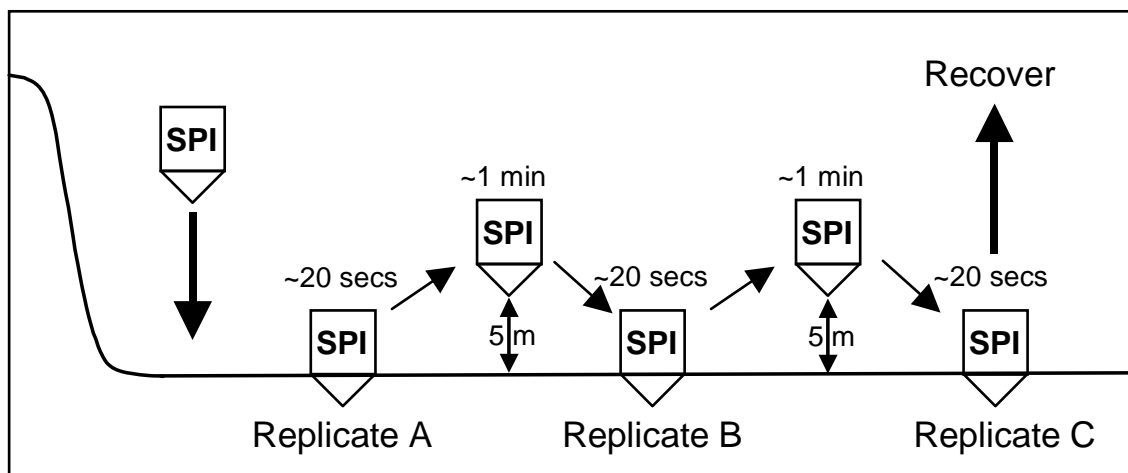 Recover
SPI
~1 min
~1 min
SPI
SPI
~20 secs
~20 secs
~20 secs
SPI
5 m
SPI
5 m
SPI
Replicate A
Replicate B
Replicate C